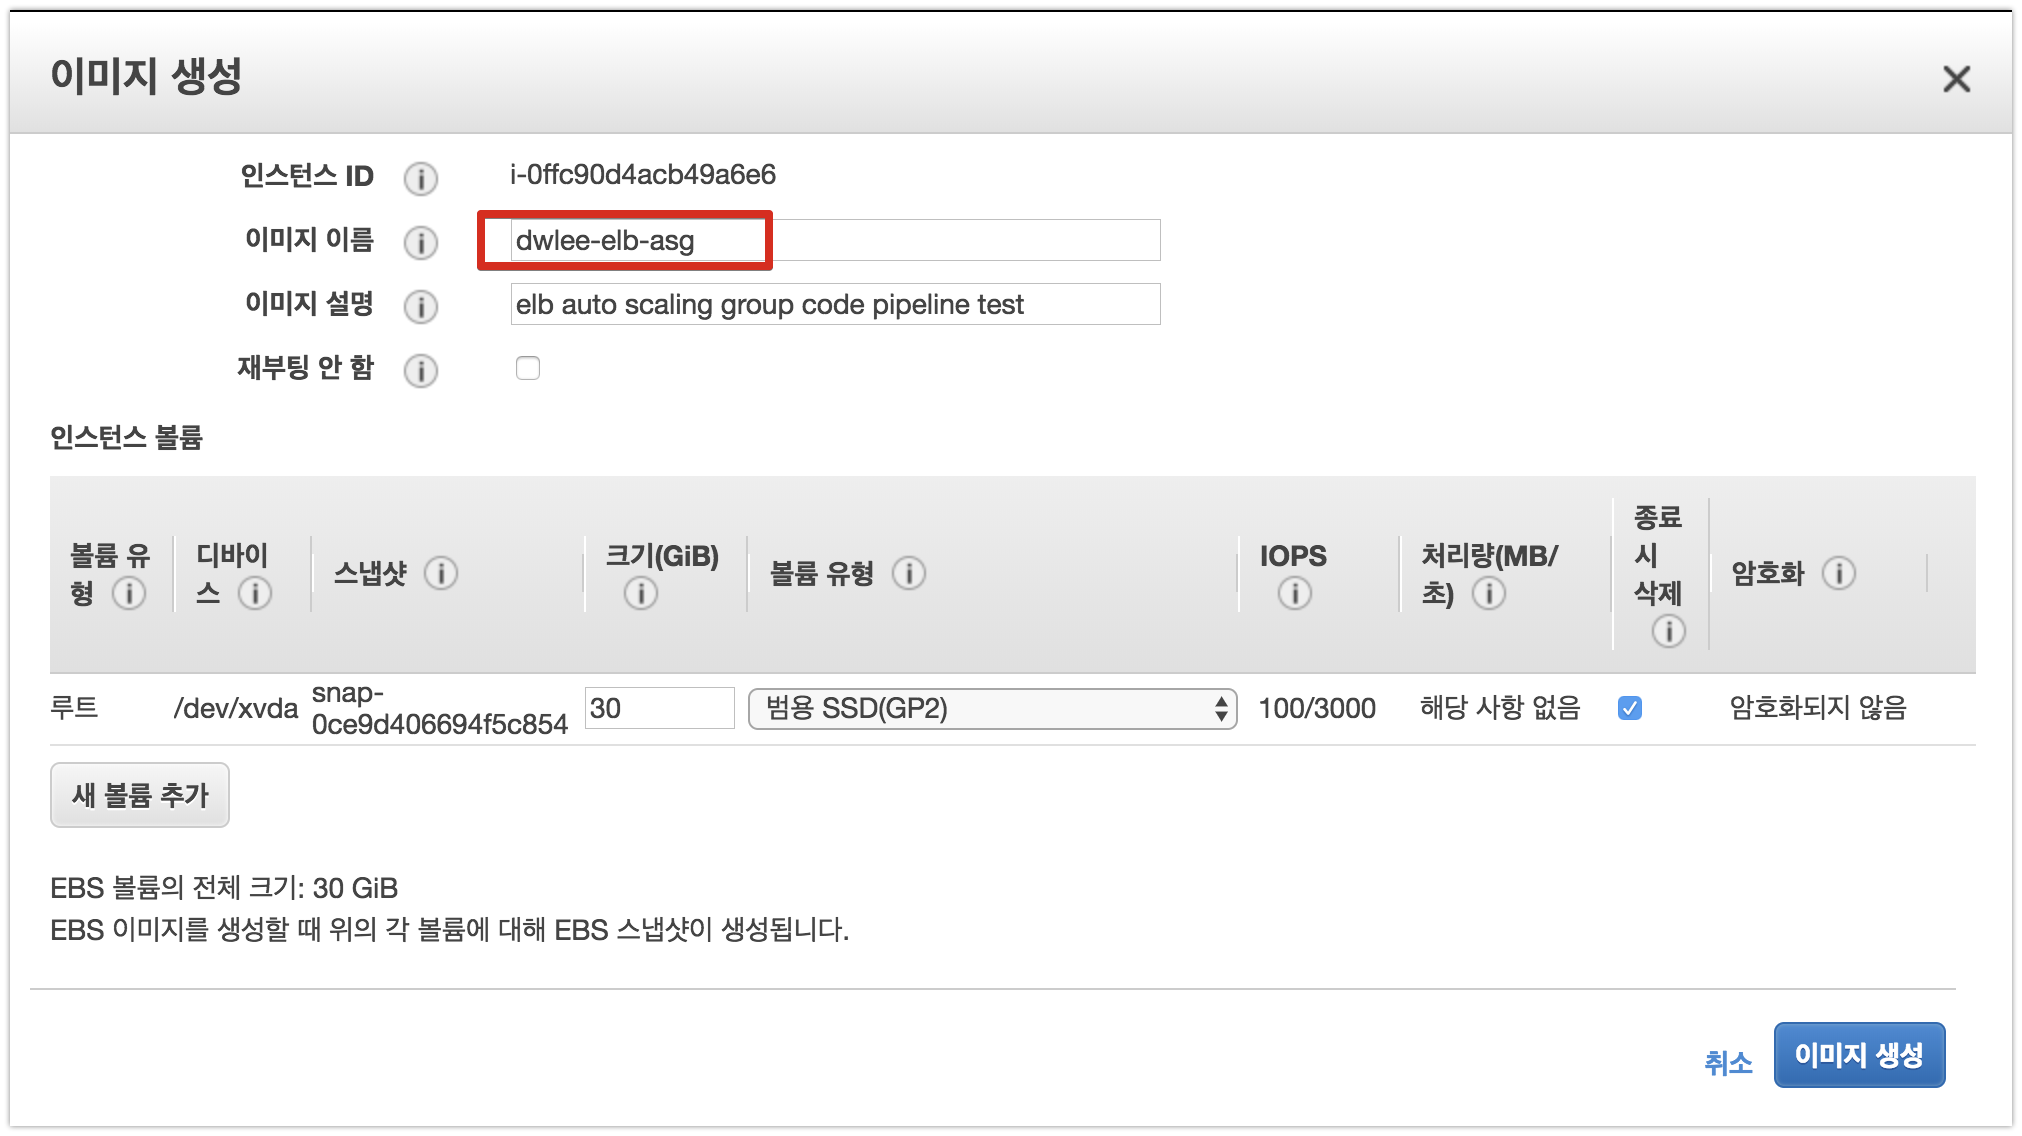 이미지 생성
인스턴스 ID
i-0ffc90d4acb49a6e6
이미지 이름
dwlee-elb-asg
이미지 설명
elb auto scaling group code pipeline test
재부팅 안 함
인스턴스 볼륨
볼륨 유
형
디바이
스
스냅샷
크기(GiB)
볼륨 유형
IOPS
처리량(MB/
초)
종료
시
삭제
암호화
루트
/dev/xvda
snap-
0ce9d406694f5c854
30
범용 SSD(GP2)
100/3000
해당 사항 없음
암호화되지 않음
새 볼륨 추가
EBS 볼륨의 전체 크기: 30 GiB
EBS 이미지를 생성할 때 위의 각 볼륨에 대해 EBS 스냅샷이 생성됩니다.
취소
이미지 생성